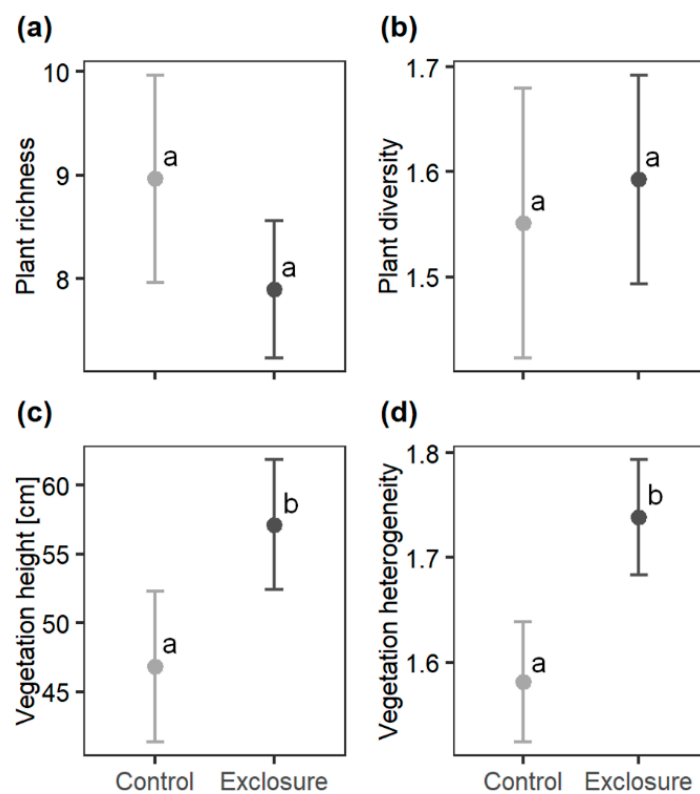 (a)
(b)
Plant richness
10
9
8
a
a
Plant diversity
1.7
1.6
1.5
a
a
(c)
(d)
Vegetation height [cm]
60
55
50
45
a
b
Vegetation heterogeneity
1.8
1.7
1.6
a
b
Control Exclosure
Control Exclosure